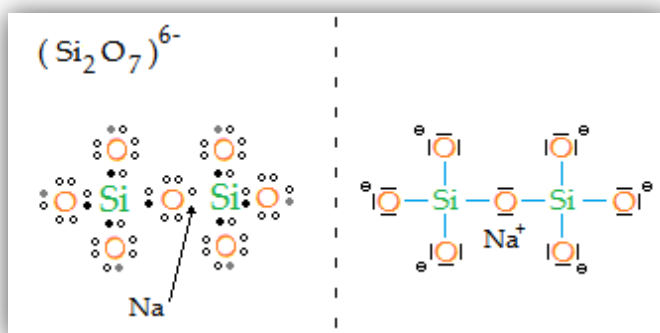 (Si₂O₇)⁶⁻
O O
O Si O Si O
O O
Na
⊖ O O ⊖
⊖ O Si O Si O ⊖
Na⁺
⊖ O O ⊖